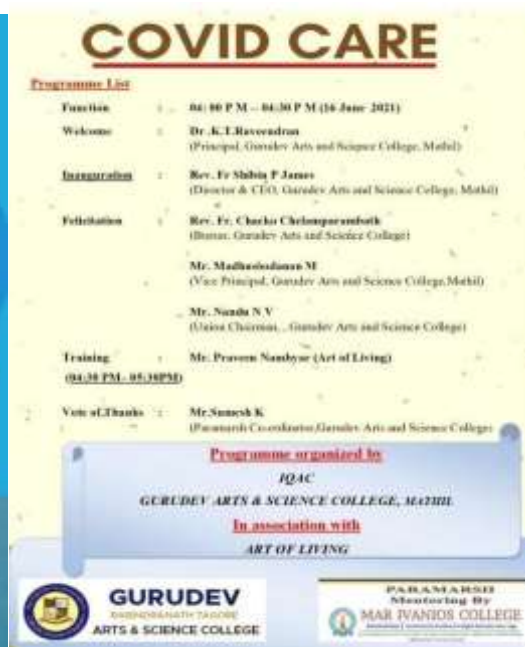 COVID CARE
Programme List
Function : 04:00 P M – 04:30 P M (16 June 2021)
Welcome : Dr .K.T.Raveendran
(Principal, Gurudev Arts and Science College, Mathil)
Inauguration : Rev. Fr Shibin P James
(Director & CEO, Gurudev Arts and Science College, Mathil)
Felicitation : Rev. Fr. Chacko Chelamparambath
(Bursar, Gurudev Arts and Science College)
Mr. Madhusoodanan M
(Vice Principal, Gurudev Arts and Science College,Mathil)
Mr. Nandu N V
(Union Chairman, . Gurudev Arts and Science College)
Training : Mr. Praveen Nambyar (Art of Living)
(04:30 PM- 05:30PM)
Vote of.Thanks : Mr.Sumesh K
(Paramarsh Co-ordinator,Gurudev Arts and Science College)
Programme organized by
IQAC
GURUDEV ARTS & SCIENCE COLLEGE, MATHIL
In association with
ART OF LIVING
GURUDEV
RABINDRANATH TAGORE
ARTS & SCIENCE COLLEGE
PARAMARSH
Mentoring By
MAR IVANIOS COLLEGE